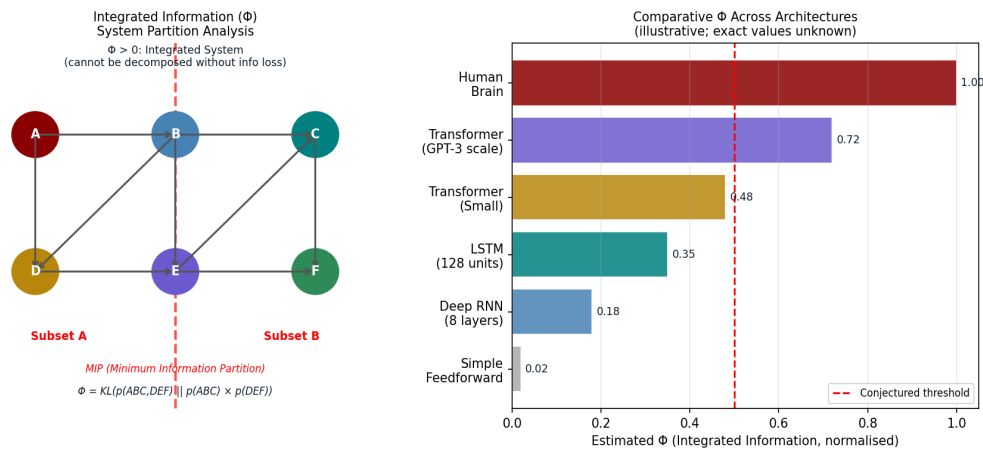 Integrated Information (Φ)
System Partition Analysis
Φ > 0: Integrated System
(cannot be decomposed without info loss)
A
B
C
D
E
F
Subset A
Subset B
MIP (Minimum Information Partition)
Φ = KL(p(ABC,DEF) || p(ABC) × p(DEF))
Comparative Φ Across Architectures
(illustrative; exact values unknown)
Human
Brain
1.00
Transformer
(GPT-3 scale)
0.72
Transformer
(Small)
0.48
LSTM
(128 units)
0.35
Deep RNN
(8 layers)
0.18
Simple
Feedforward
0.02
Conjectured threshold
0.0
0.2
0.4
0.6
0.8
1.0
Estimated Φ (Integrated Information, normalised)